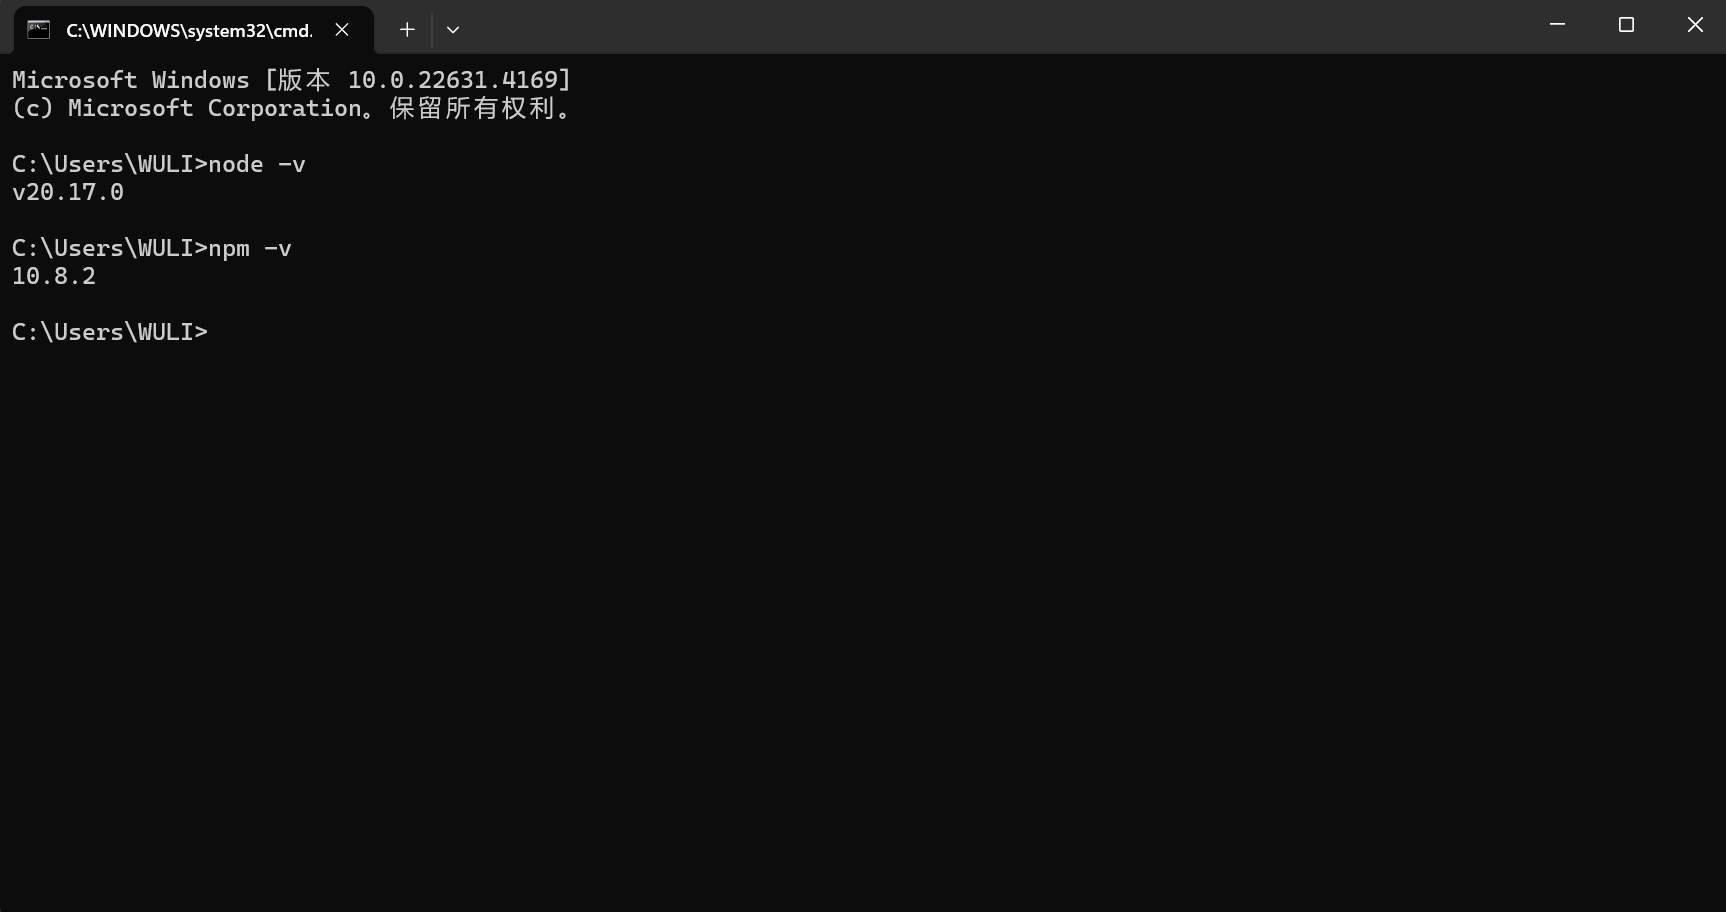 C:\WINDOWS\system32\cmd.
Microsoft Windows [版本 10.0.22631.4169]
(c) Microsoft Corporation。保留所有权利。
C:\Users\WULI>node -v
v20.17.0
C:\Users\WULI>npm -v
10.8.2
C:\Users\WULI>